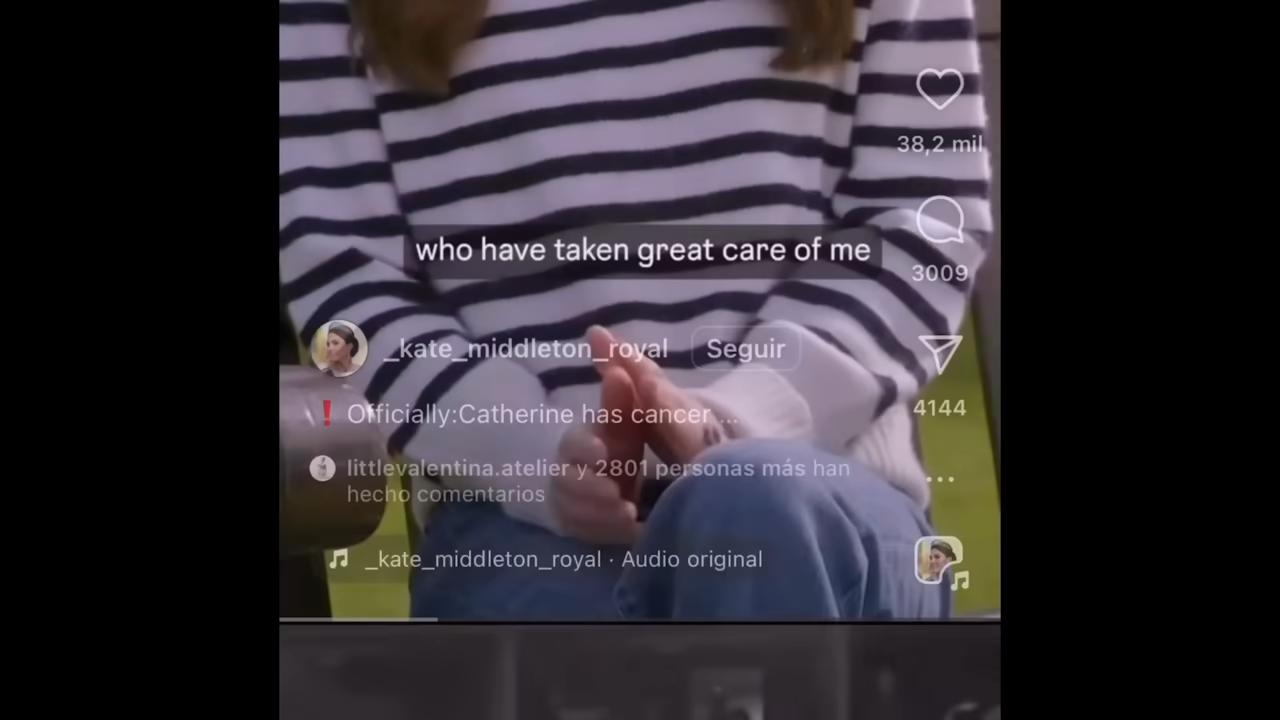 38,2 mil
who have taken great care of me
3009
_kate_middleton_royal Seguir
❗ Officially:Catherine has cancer ...
4144
littlevalentina.atelier y 2801 personas más han
hecho comentarios
_kate_middleton_royal · Audio original